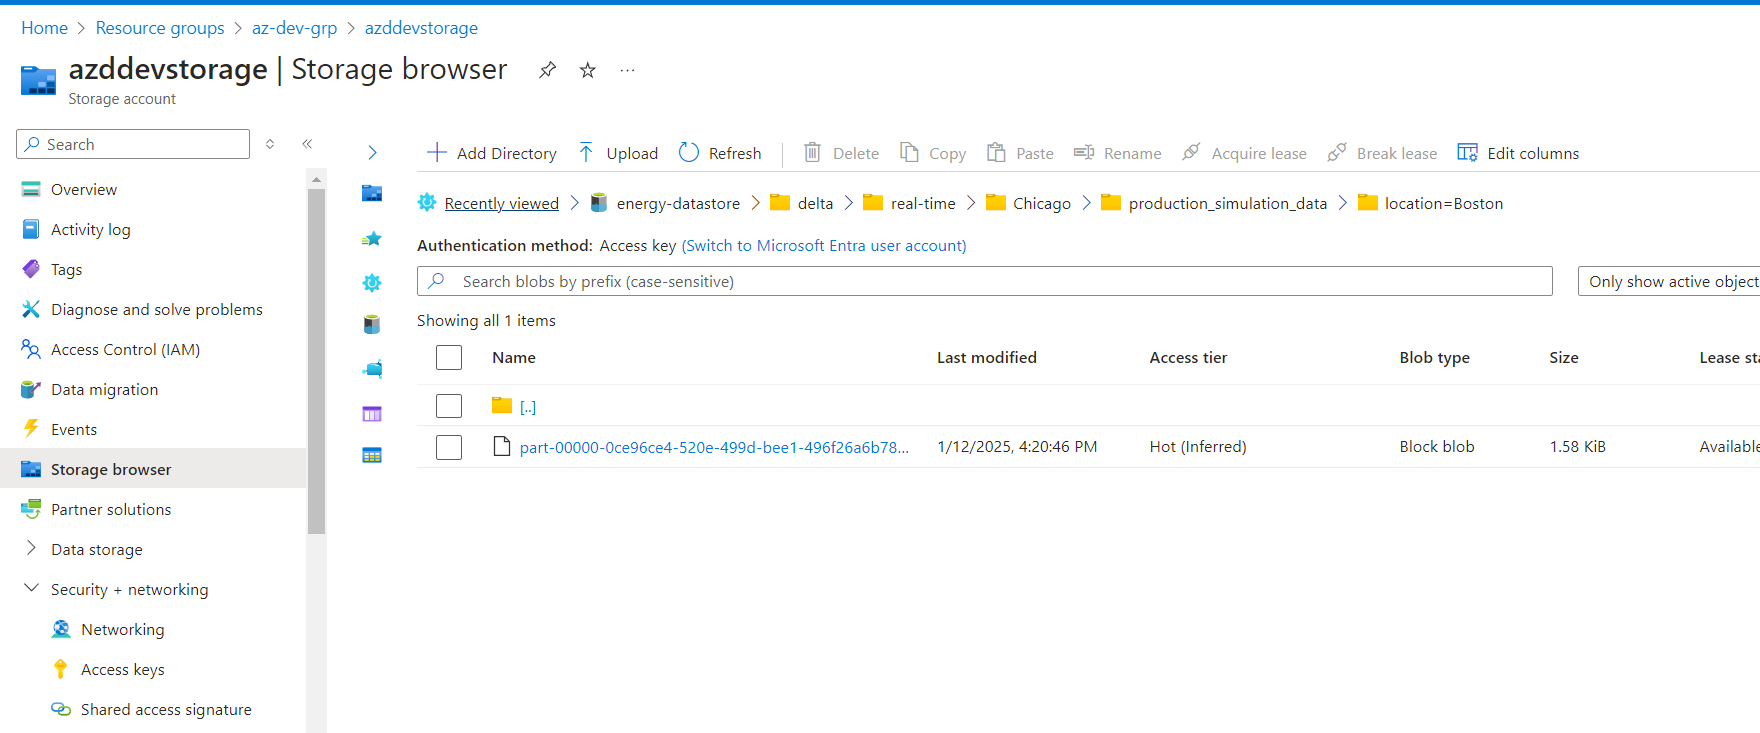 Home > Resource groups > az-dev-grp > azddevstorage
azddevstorage | Storage browser ...
Storage account
Search
Overview
Activity log
Tags
Diagnose and solve problems
Access Control (IAM)
Data migration
Events
Storage browser
Partner solutions
Data storage
Security + networking
Networking
Access keys
Shared access signature
Add Directory Upload Refresh Delete Copy Paste Rename Acquire lease Break lease Edit columns
Recently viewed > energy-datastore > delta > real-time > Chicago > production_simulation_data > location=Boston
Authentication method: Access key (Switch to Microsoft Entra user account)
Search blobs by prefix (case-sensitive) Only show active object
Showing all 1 items
Name Last modified Access tier Blob type Size Lease sta
[..]
part-00000-0ce96ce4-520e-499d-bee1-496f26a6b78... 1/12/2025, 4:20:46 PM Hot (Inferred) Block blob 1.58 KiB Available